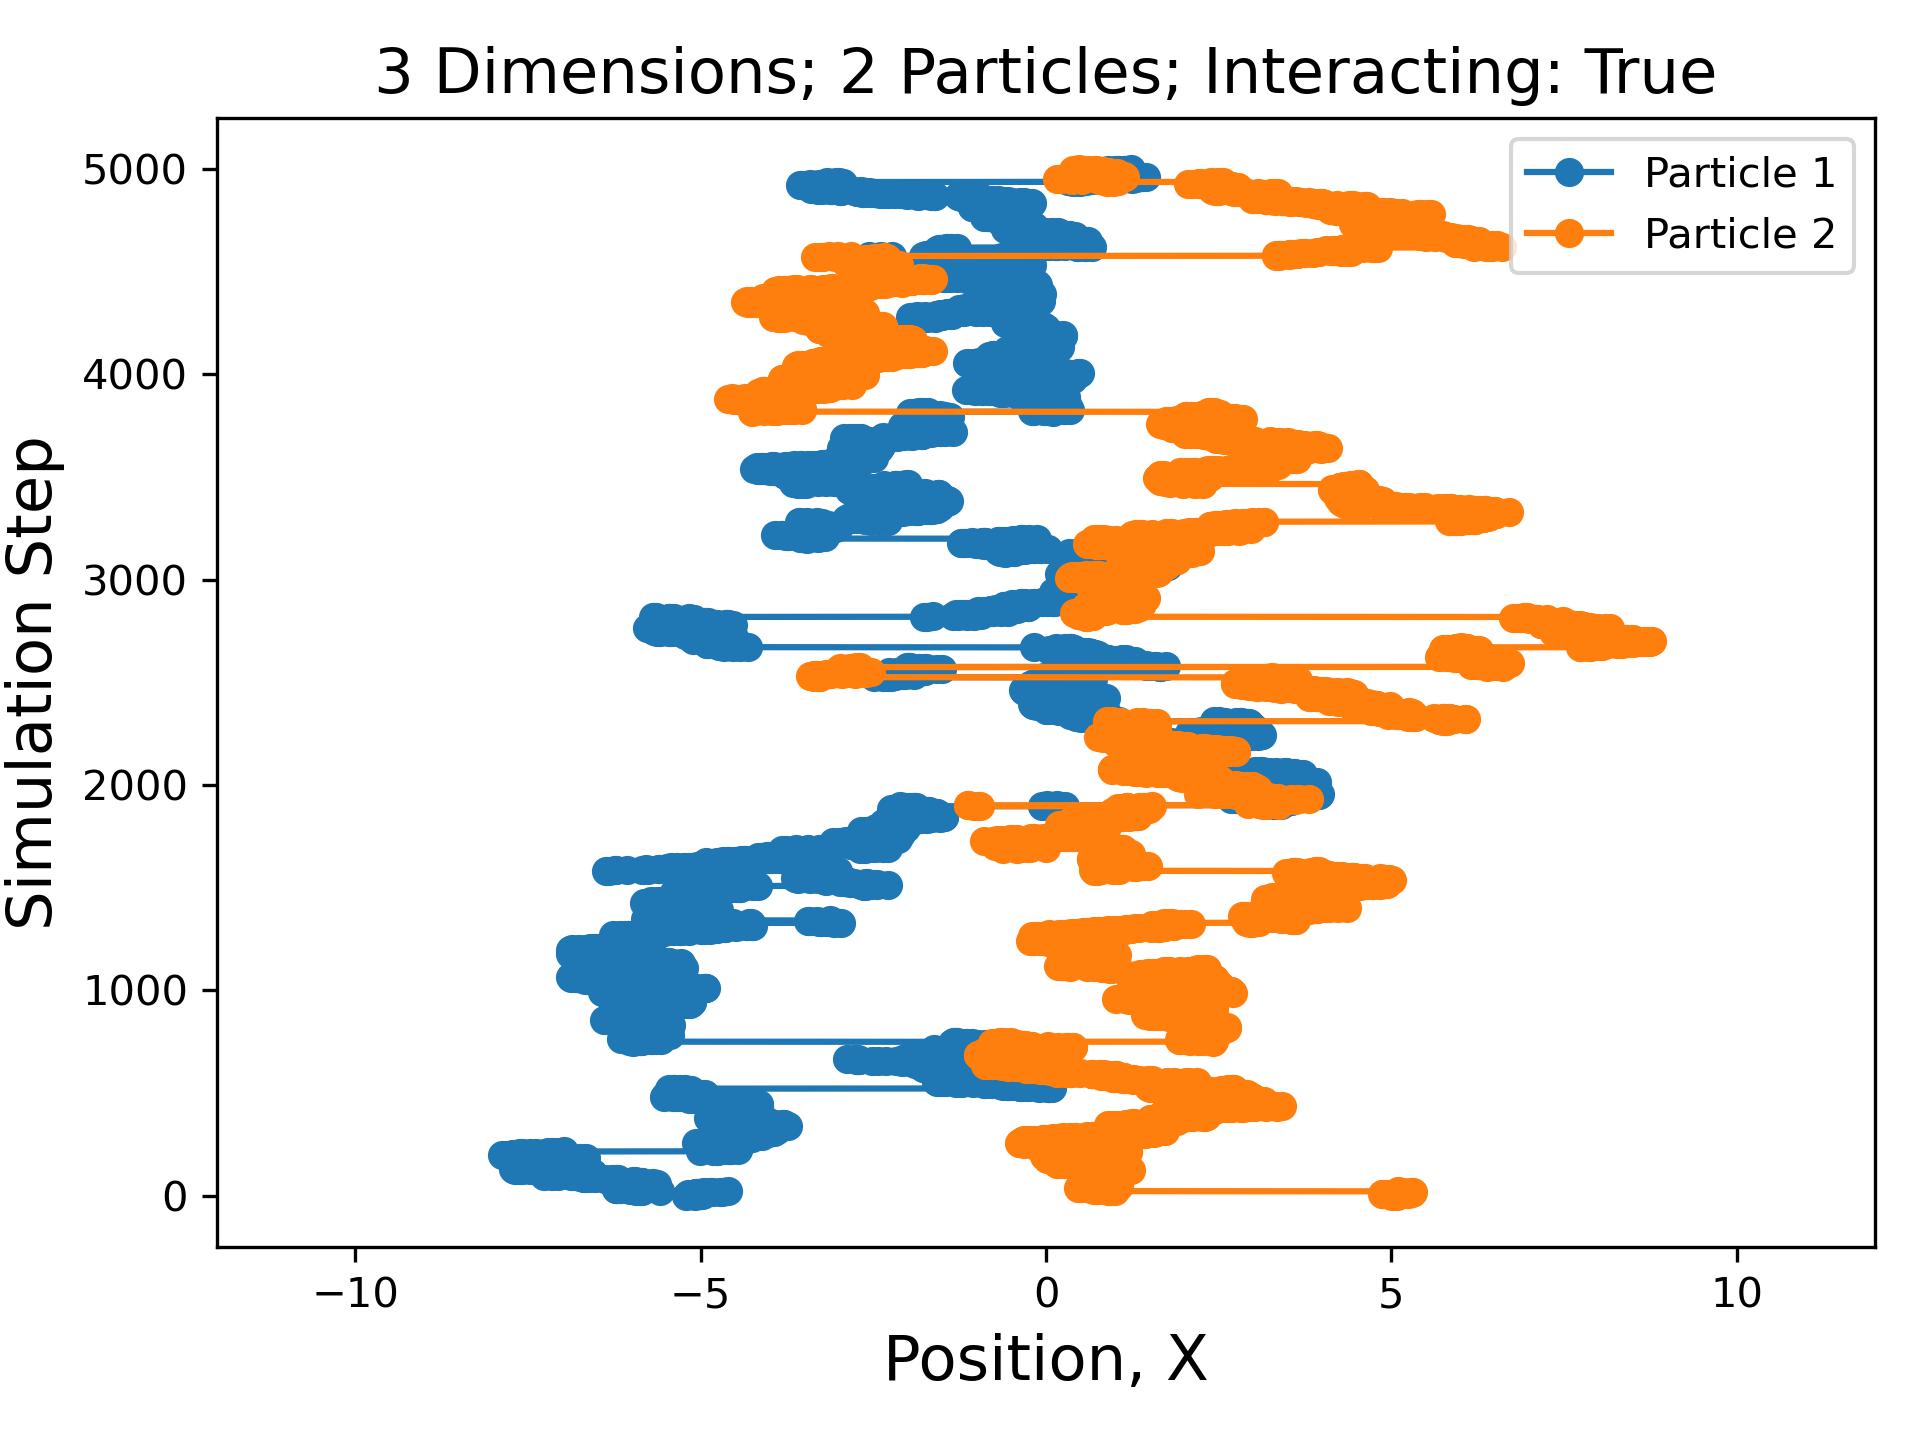 3 Dimensions; 2 Particles; Interacting: True
Particle 1
Particle 2
Simulation Step
5000
4000
3000
2000
1000
0
−10
−5
0
5
10
Position, X